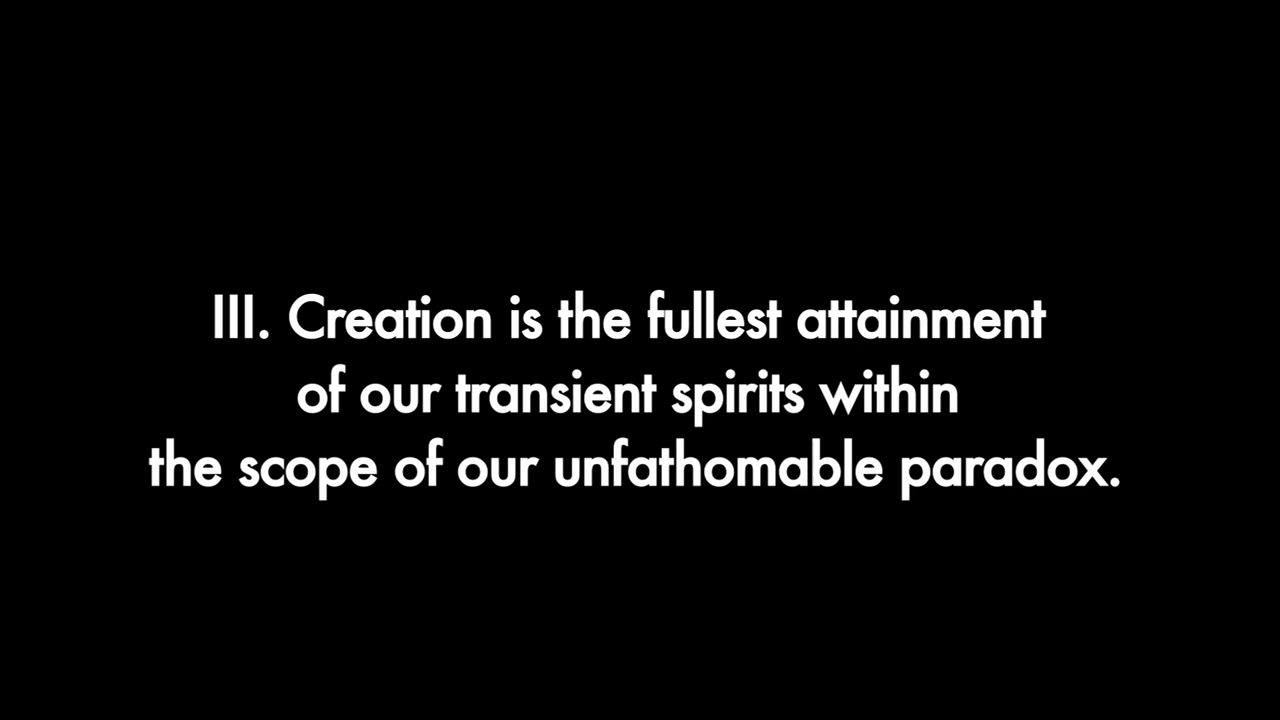 III. Creation is the fullest attainment
of our transient spirits within
the scope of our unfathomable paradox.